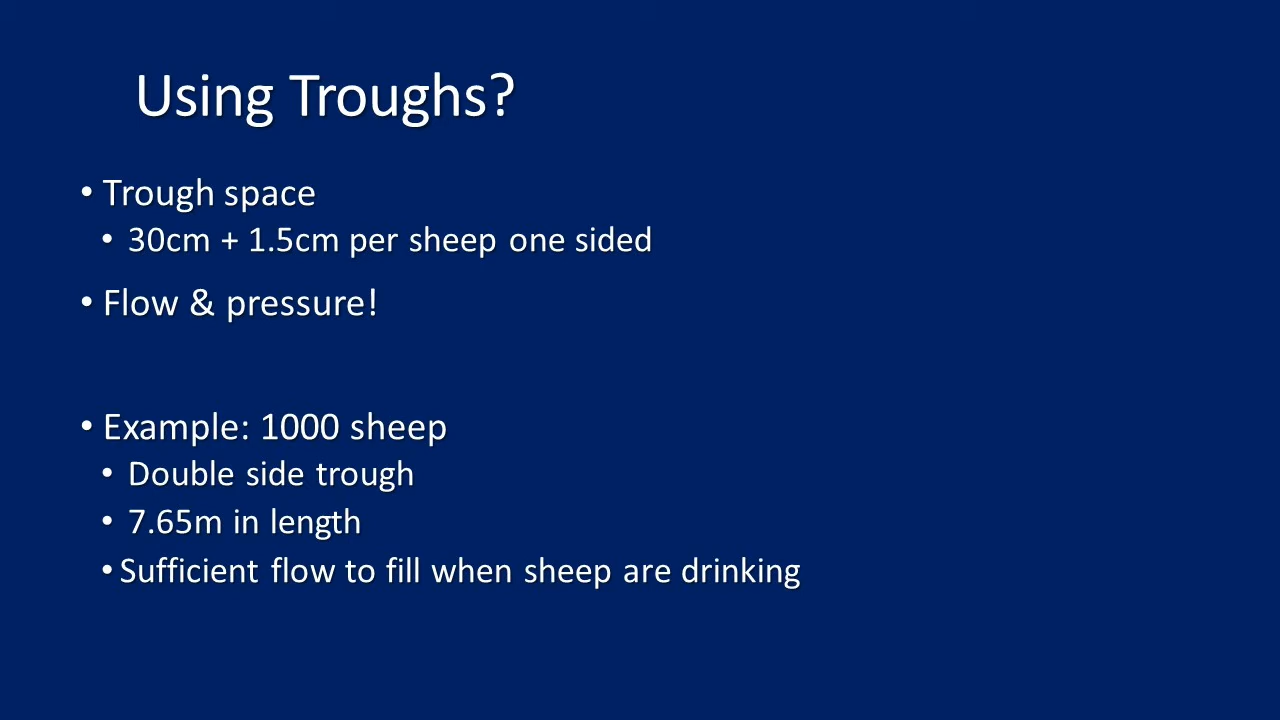 Using Troughs?
• Trough space
• 30cm + 1.5cm per sheep one sided
• Flow & pressure!
• Example: 1000 sheep
• Double side trough
• 7.65m in length
• Sufficient flow to fill when sheep are drinking